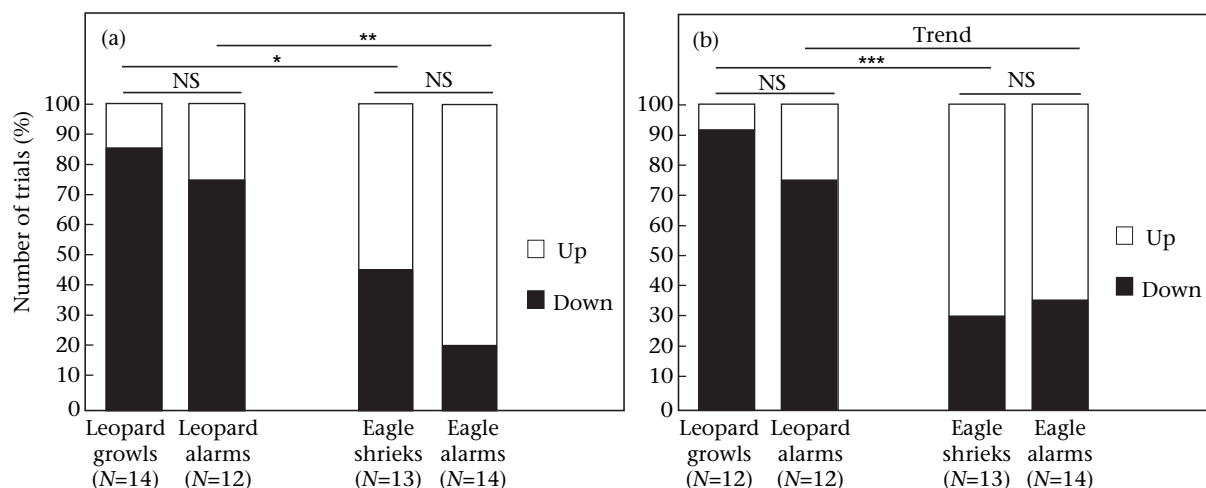 (a)
**
*
NS
NS
Number of trials (%)
100
90
80
70
60
50
40
30
20
10
0
Up
Down
Leopard growls (N=14)
Leopard alarms (N=12)
Eagle shrieks (N=13)
Eagle alarms (N=14)
(b)
Trend
***
NS
NS
100
90
80
70
60
50
40
30
20
10
0
Up
Down
Leopard growls (N=12)
Leopard alarms (N=12)
Eagle shrieks (N=13)
Eagle alarms (N=14)